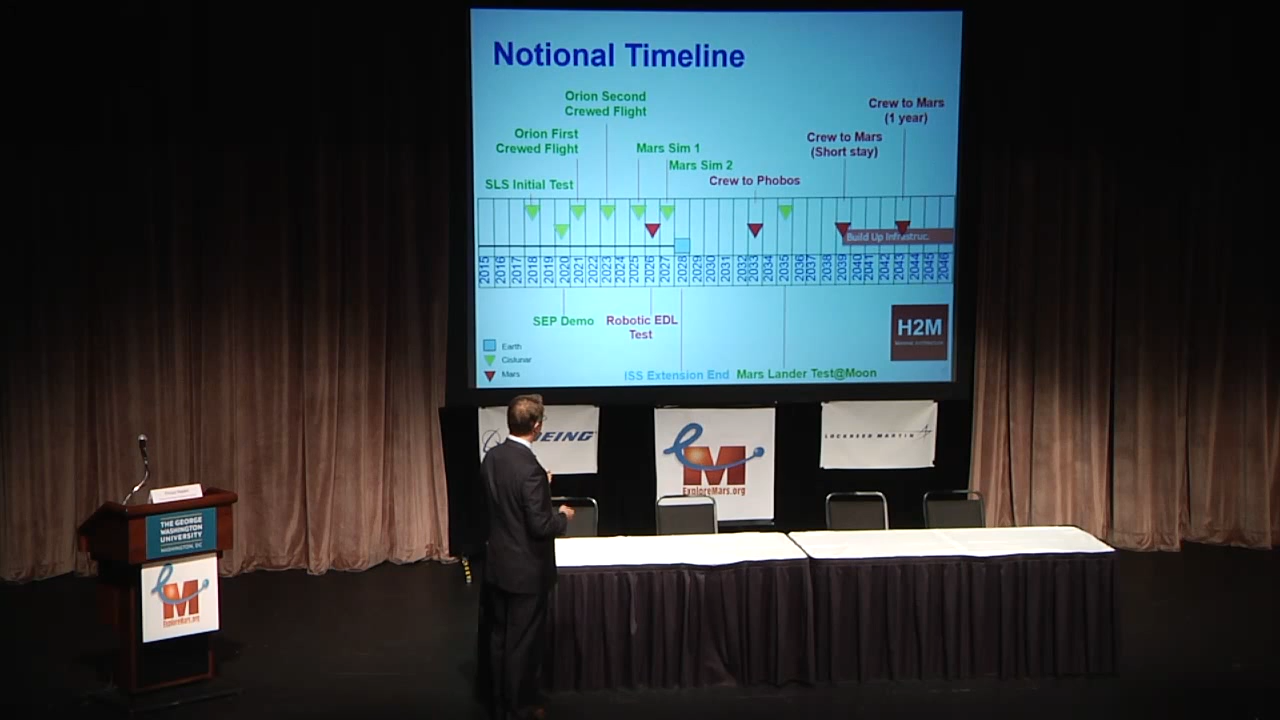 Notional Timeline
Orion Second
Crewed Flight
Crew to Mars
(1 year)
Orion First
Crewed Flight
Mars Sim 1
Crew to Mars
(Short stay)
Mars Sim 2
SLS Initial Test
Crew to Phobos
Build Up Infrastruc.
2015 2016 2017 2018 2019 2020 2021 2022 2023 2024 2025 2026 2027 2028 2029 2030 2031 2032 2033 2034 2035 2036 2037 2038 2039 2040 2041 2042 2043 2044 2045 2046
SEP Demo
Robotic EDL
Test
H2M
Earth
Cislunar
Mars
ISS Extension End
Mars Lander Test@Moon
EING
M
ExploreMars.org
LOCKHEED MARTIN
THE GEORGE
WASHINGTON
UNIVERSITY
WASHINGTON, DC
M
ExploreMars.org